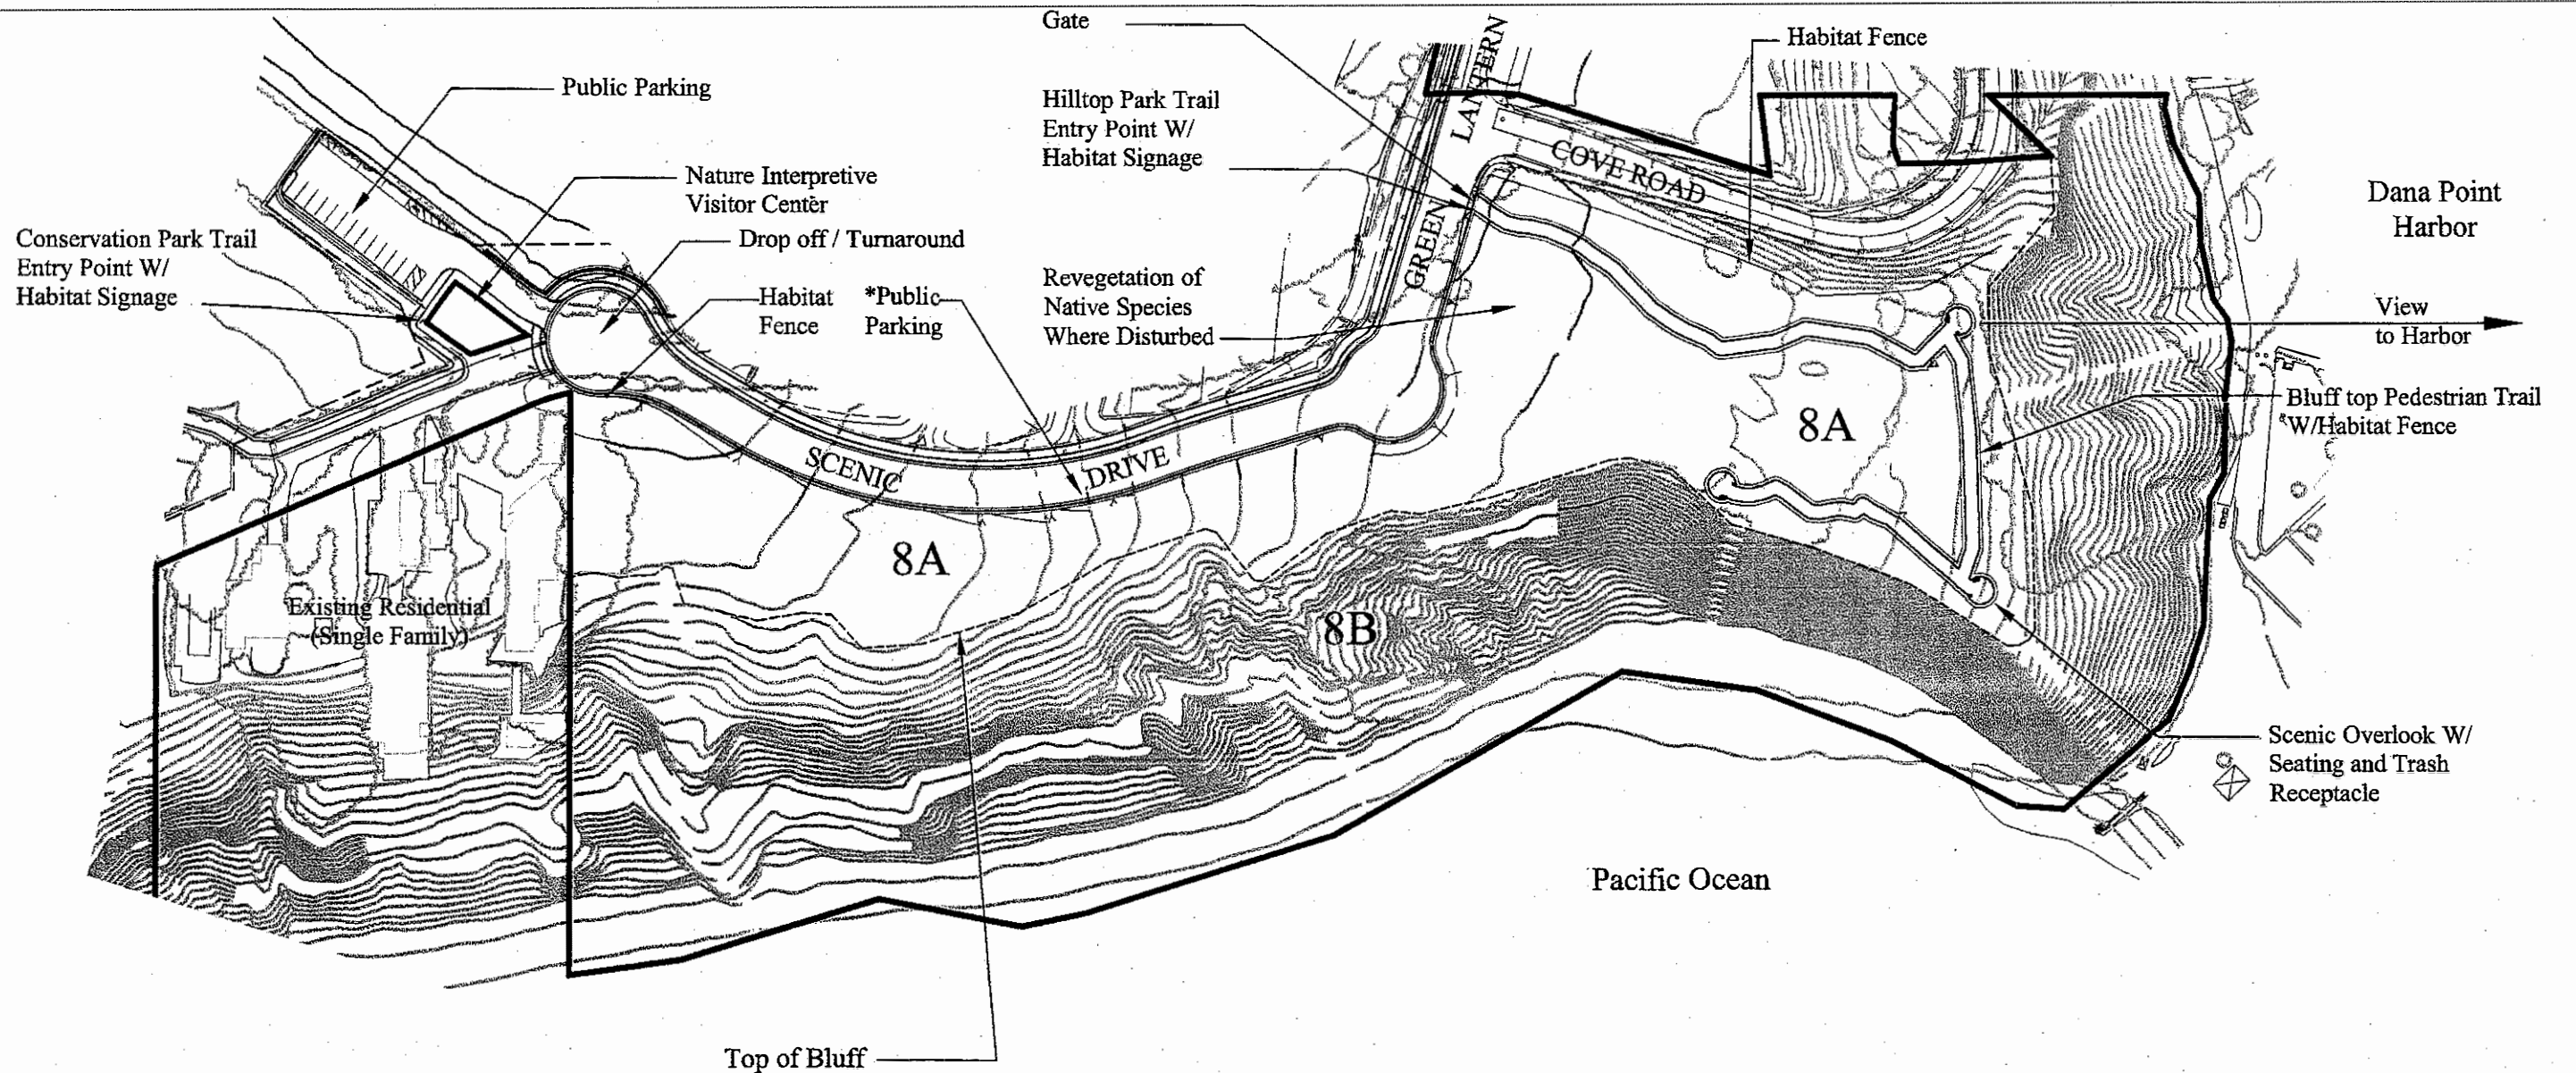 Gate
LANTERN
Habitat Fence
Public Parking
Hilltop Park Trail
Entry Point W/
Habitat Signage
COVE ROAD
Nature Interpretive
Visitor Center
Dana Point
Harbor
Conservation Park Trail
Entry Point W/
Habitat Signage
Drop off / Turnaround
GREEN
Habitat
Fence
*Public
Parking
Revegetation of
Native Species
Where Disturbed
View
to Harbor
Bluff top Pedestrian Trail
*W/Habitat Fence
8A
SCENIC DRIVE
8A
Existing Residential
(Single Family)
8B
Scenic Overlook W/
Seating and Trash
Receptacle
Pacific Ocean
Top of Bluff